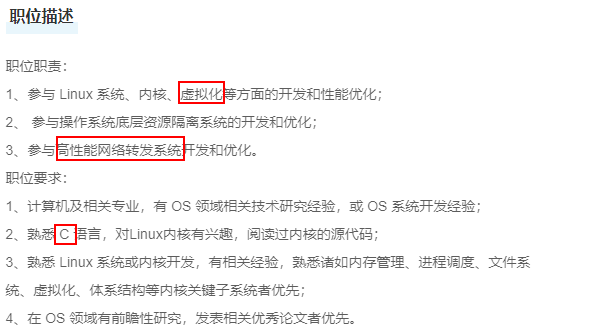 职位描述
职位职责：
1、参与 Linux 系统、内核、虚拟化等方面的开发和性能优化；
2、 参与操作系统底层资源隔离系统的开发和优化；
3、参与高性能网络转发系统开发和优化。
职位要求：
1、计算机及相关专业，有 OS 领域相关技术研究经验，或 OS 系统开发经验；
2、熟悉 C 语言，对Linux内核有兴趣，阅读过内核的源代码；
3、熟悉 Linux 系统或内核开发，有相关经验，熟悉诸如内存管理、进程调度、文件系
统、虚拟化、体系结构等内核关键子系统者优先；
4、在 OS 领域有前瞻性研究，发表相关优秀论文者优先。